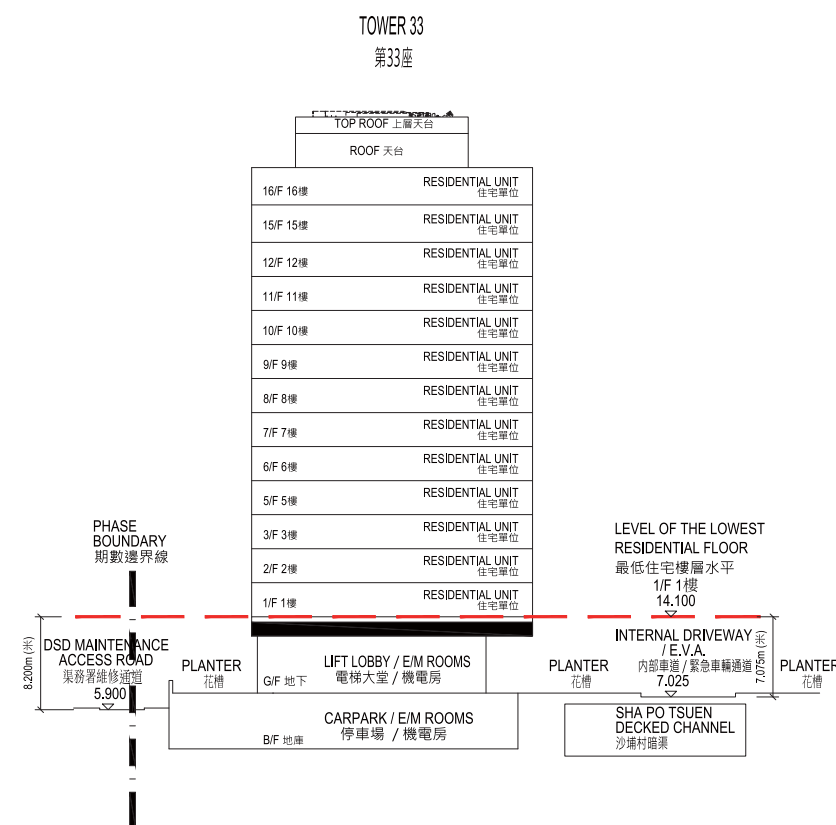 TOWER 33
第33座
TOP ROOF 上層天台
ROOF 天台
16/F 16樓
RESIDENTIAL UNIT
住宅單位
15/F 15樓
RESIDENTIAL UNIT
住宅單位
12/F 12樓
RESIDENTIAL UNIT
住宅單位
11/F 11樓
RESIDENTIAL UNIT
住宅單位
10/F 10樓
RESIDENTIAL UNIT
住宅單位
9/F 9樓
RESIDENTIAL UNIT
住宅單位
8/F 8樓
RESIDENTIAL UNIT
住宅單位
7/F 7樓
RESIDENTIAL UNIT
住宅單位
6/F 6樓
RESIDENTIAL UNIT
住宅單位
5/F 5樓
RESIDENTIAL UNIT
住宅單位
3/F 3樓
RESIDENTIAL UNIT
住宅單位
2/F 2樓
RESIDENTIAL UNIT
住宅單位
1/F 1樓
RESIDENTIAL UNIT
住宅單位
PHASE
BOUNDARY
期數邊界線
LEVEL OF THE LOWEST
RESIDENTIAL FLOOR
最低住宅樓層水平
1/F 1樓
14.100
8.200m (米)
DSD MAINTENANCE
ACCESS ROAD
渠務署維修通道
5.900
PLANTER
花槽
G/F 地下
LIFT LOBBY / E/M ROOMS
電梯大堂 / 機電房
PLANTER
花槽
INTERNAL DRIVEWAY
/ E.V.A.
內部車道 / 緊急車輛通道
7.025
7.075m (米)
PLANTER
花槽
B/F 地庫
CARPARK / E/M ROOMS
停車場 / 機電房
SHA PO TSUEN
DECKED CHANNEL
沙埔村暗渠